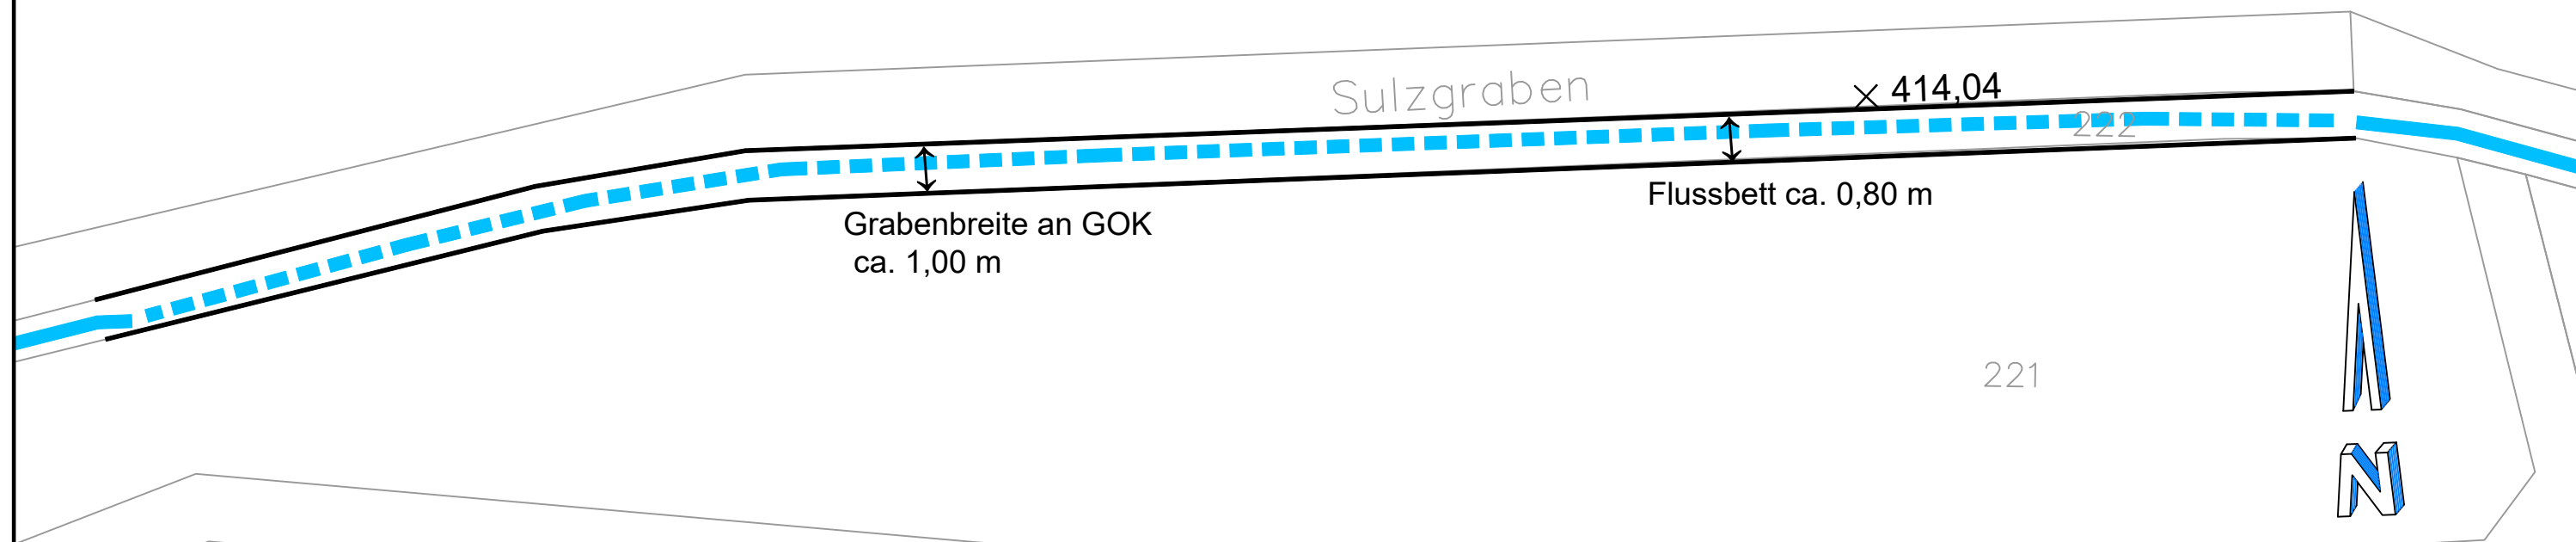 Sulzgraben
414,04
222
Flussbett ca. 0,80 m
Grabenbreite an GOK
ca. 1,00 m
221
N